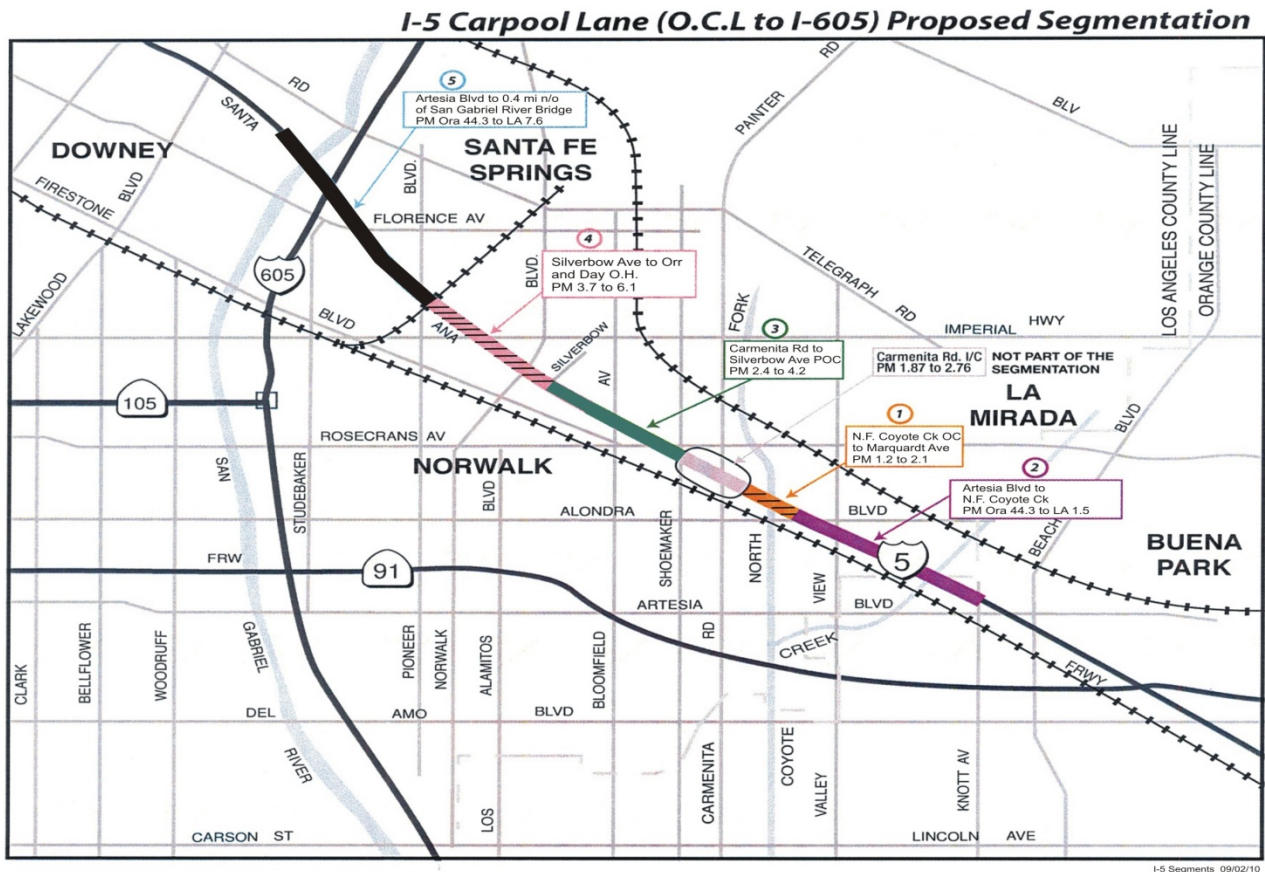 I-5 Carpool Lane (O.C.L to I-605) Proposed Segmentation
5
Artesia Blvd to 0.4 mi n/o
of San Gabriel River Bridge
PM Ora 44.3 to LA 7.6
RD
SANTA
DOWNEY
SANTA FE
SPRINGS
PAINTER
RD
BLV
LOS ANGELES COUNTY LINE
ORANGE COUNTY LINE
BLVD
FIRESTONE
BLVD.
FLORENCE AV
605
LAKEWOOD
BLVD
ANA
4
Silverbow Ave to Orr
and Day O.H.
PM 3.7 to 6.1
BLVD.
SILVERBOW
AV
TELEGRAPH
RD
FORK
IMPERIAL
HWY
3
Carmenita Rd to
Silverbow Ave POC
PM 2.4 to 4.2
Carmenita Rd. I/C
PM 1.87 to 2.76
NOT PART OF THE
SEGMENTATION
LA
MIRADA
BLVD
105
ROSECRANS AV
NORWALK
1
N.F. Coyote Ck OC
to Marquardt Ave
PM 1.2 to 2.1
2
Artesia Blvd to
N.F. Coyote Ck
PM Ora 44.3 to LA 1.5
SAN
STUDEBAKER
BLVD
ALONDRA
BLVD
SHOEMAKER
NORTH
BEACH
BUENA
PARK
5
FRW
91
ARTESIA
BLVD
VIEW
RD
CREEK
FRWY
CLARK
BELLFLOWER
WOODRUFF
GABRIEL
PIONEER
NORWALK
ALAMITOS
BLOOMFIELD
DEL
AMO
BLVD
RIVER
LOS
CARMENITA
COYOTE
VALLEY
KNOTT AV
CARSON
ST
LINCOLN
AVE
I-5 Segments 09/02/10